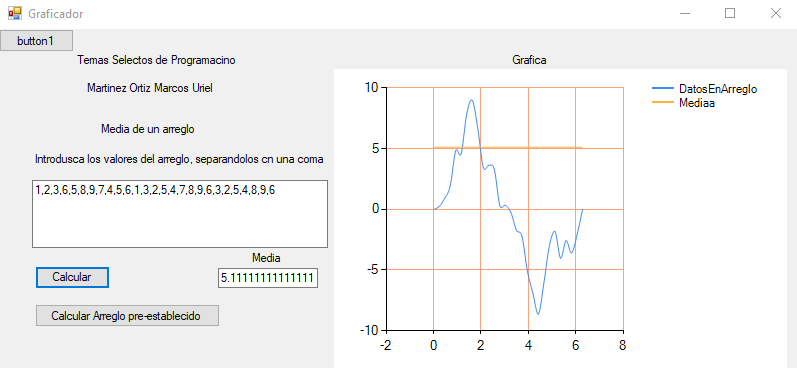 Graficador
button1
Temas Selectos de Programacino
Martinez Ortiz Marcos Uriel
Media de un arreglo
Introdusca los valores del arreglo, separandolos cn una coma
1,2,3,6,5,8,9,7,4,5,6,1,3,2,5,4,7,8,9,6,3,2,5,4,8,9,6
Media
Calcular
5.11111111111111
Calcular Arreglo pre-establecido
Grafica
10
5
0
-5
-10
-2 0 2 4 6 8
DatosEnArreglo
Mediaa